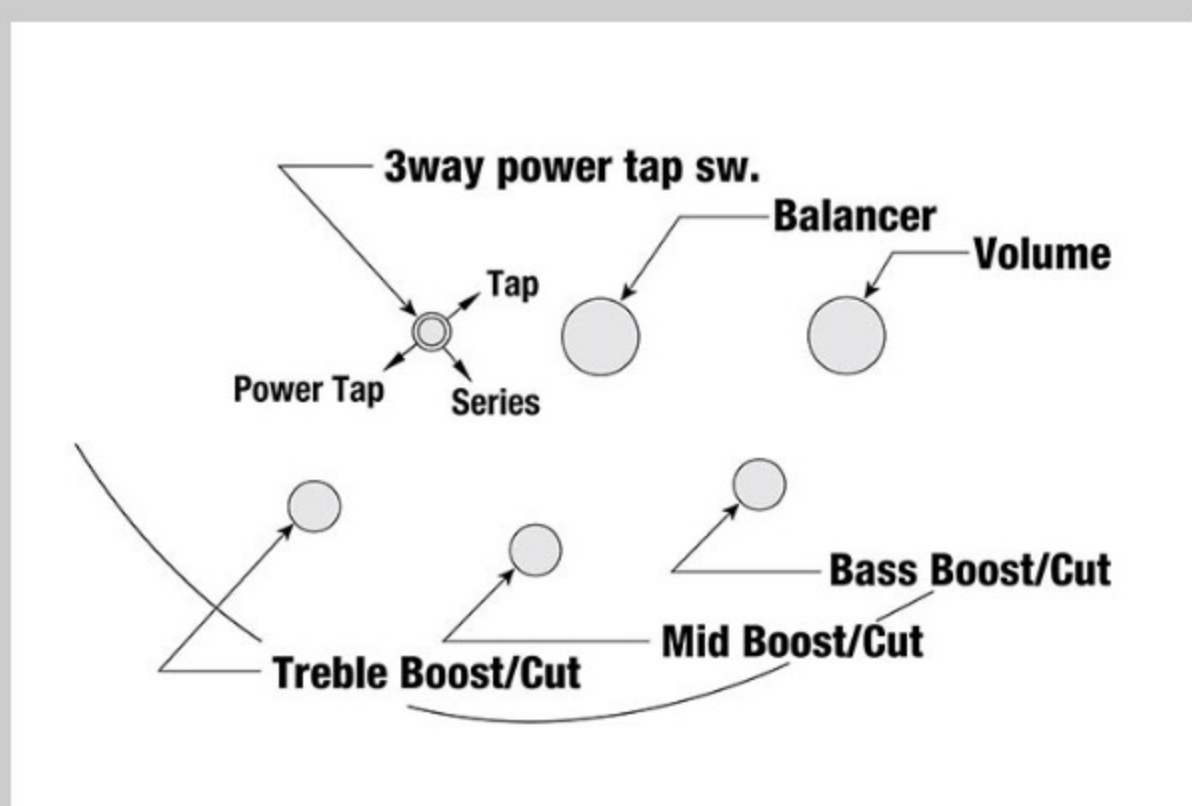 3way power tap sw.
Balancer
Volume
Tap
Power Tap
Series
Bass Boost/Cut
Mid Boost/Cut
Treble Boost/Cut